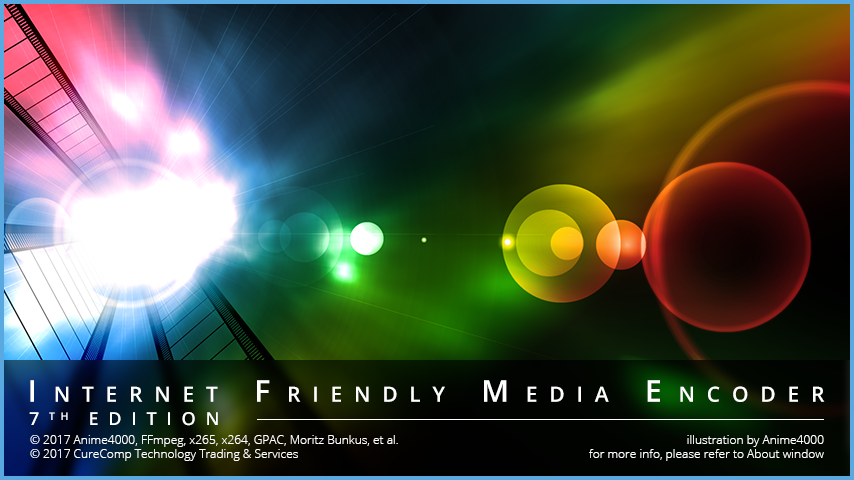 Internet Friendly Media Encoder
7TH EDITION
© 2017 Anime4000, FFmpeg, x265, x264, GPAC, Moritz Bunkus, et al.
illustration by Anime4000
© 2017 CureComp Technology Trading & Services
for more info, please refer to About window